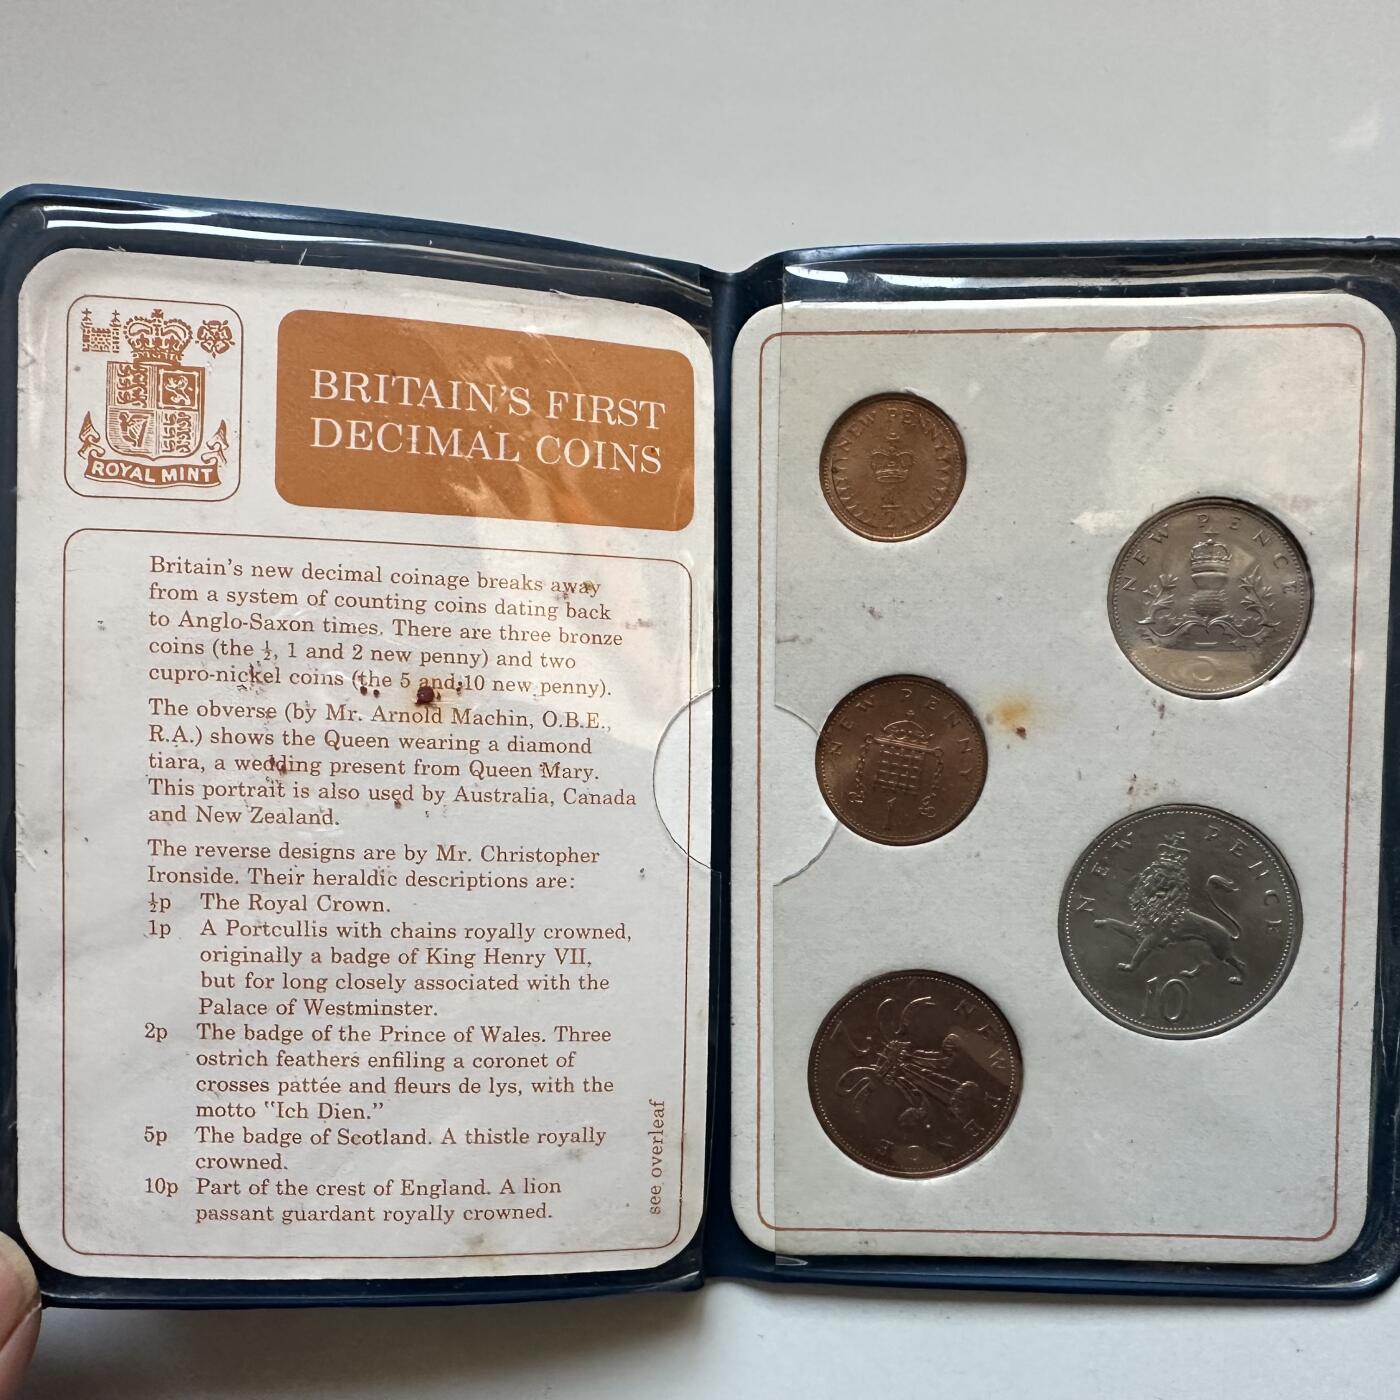 ROYAL MINT
BRITAIN'S FIRST
DECIMAL COINS
Britain's new decimal coinage breaks away
from a system of counting coins dating back
to Anglo-Saxon times. There are three bronze
coins (the ½, 1 and 2 new penny) and two
cupro-nickel coins (the 5 and 10 new penny).
The obverse (by Mr. Arnold Machin, O.B.E.,
R.A.) shows the Queen wearing a diamond
tiara, a wedding present from Queen Mary.
This portrait is also used by Australia, Canada
and New Zealand.
The reverse designs are by Mr. Christopher
Ironside. Their heraldic descriptions are:
½p The Royal Crown.
1p A Portcullis with chains royally crowned,
originally a badge of King Henry VII,
but for long closely associated with the
Palace of Westminster.
2p The badge of the Prince of Wales. Three
ostrich feathers enfiling a coronet of
crosses pattée and fleurs de lys, with the
motto "Ich Dien."
5p The badge of Scotland. A thistle royally
crowned.
10p Part of the crest of England. A lion
passant guardant royally crowned.
see overleaf
NEW PENNY
½
NEW PENCE
NEW PENNY
1
NEW PENCE
10
NEW PENCE
2